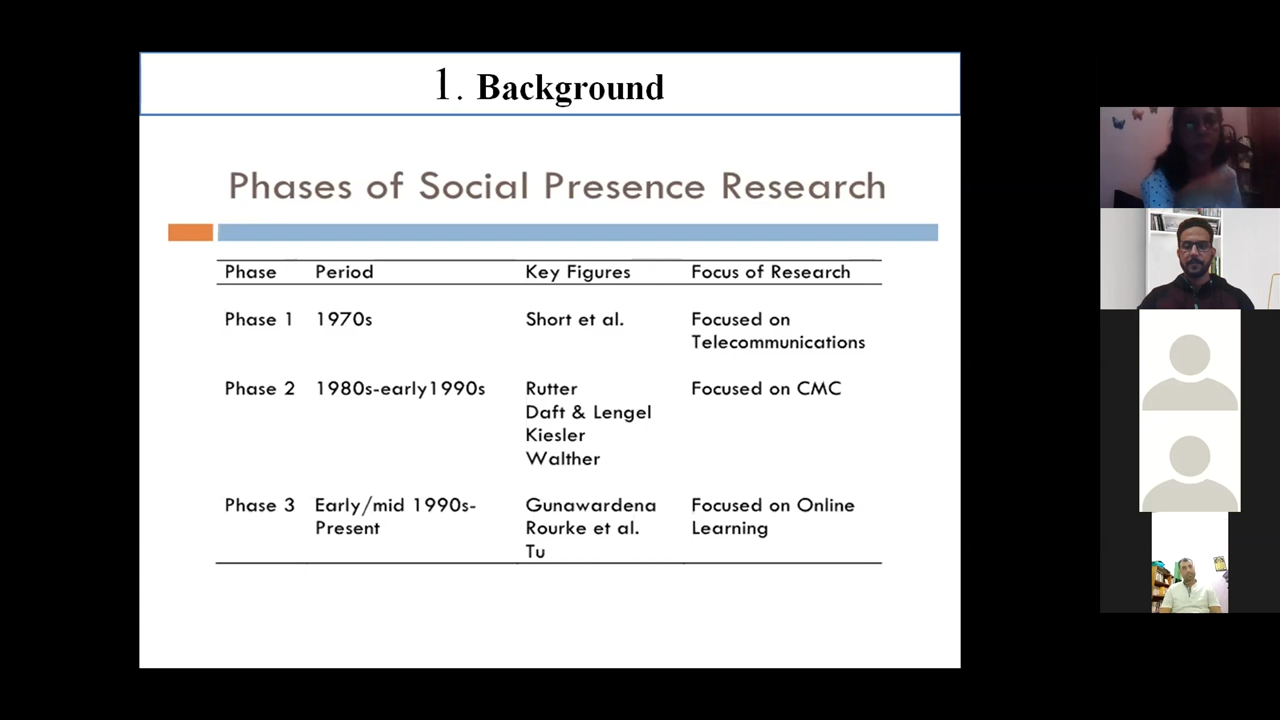 1. Background
Phases of Social Presence Research
Phase Period Key Figures Focus of Research
Phase 1 1970s Short et al. Focused on
Telecommunications
Phase 2 1980s-early1990s Rutter Focused on CMC
Daft & Lengel
Kiesler
Walther
Phase 3 Early/mid 1990s- Gunawardena Focused on Online
Present Rourke et al. Learning
Tu